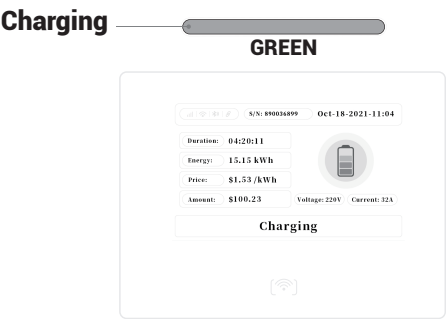 Charging
GREEN
S/N: 890036899
Oct-18-2021-11:04
Duration: 04:20:11
Energy: 15.15 kWh
Price: $1.53 /kWh
Amount: $100.23
Voltage: 220V
Current: 32A
Charging